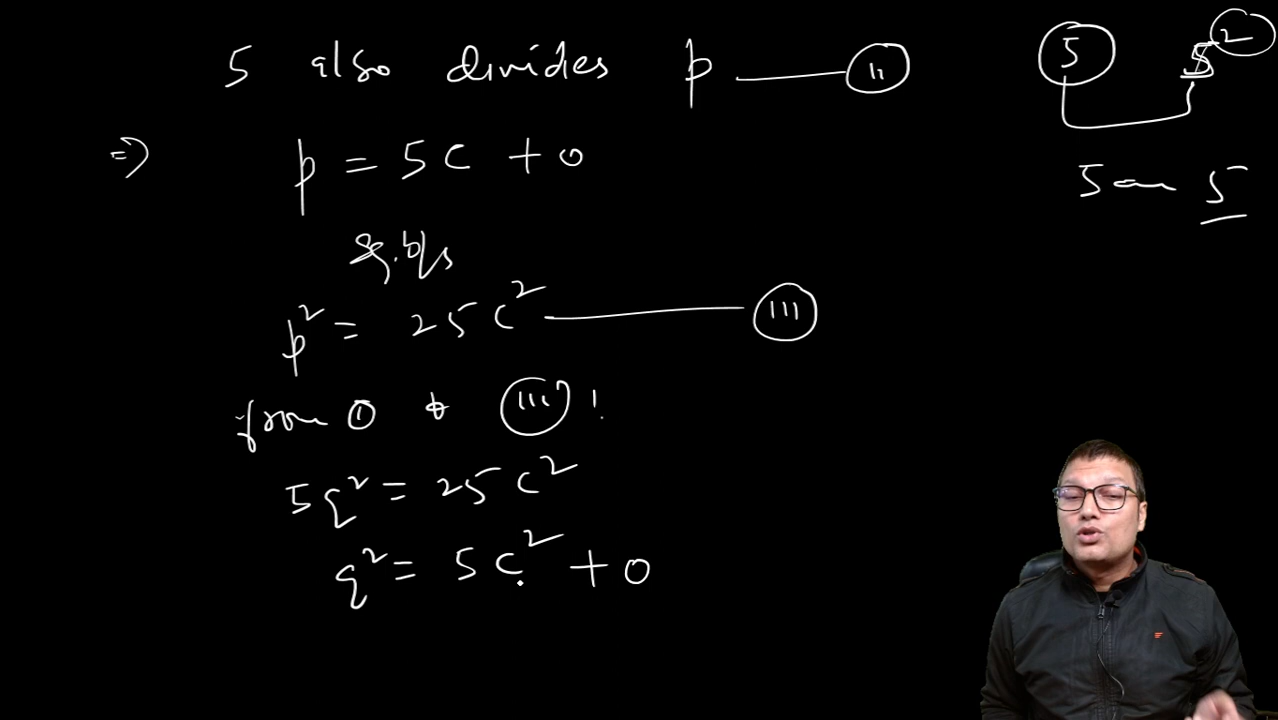 5 also divides p — (ii)
=> p = 5c + 0
sq. b/s
p² = 25c² — (iii)
from (i) & (iii) !
5q² = 25c²
q² = 5c² + 0
5 5²
5 5